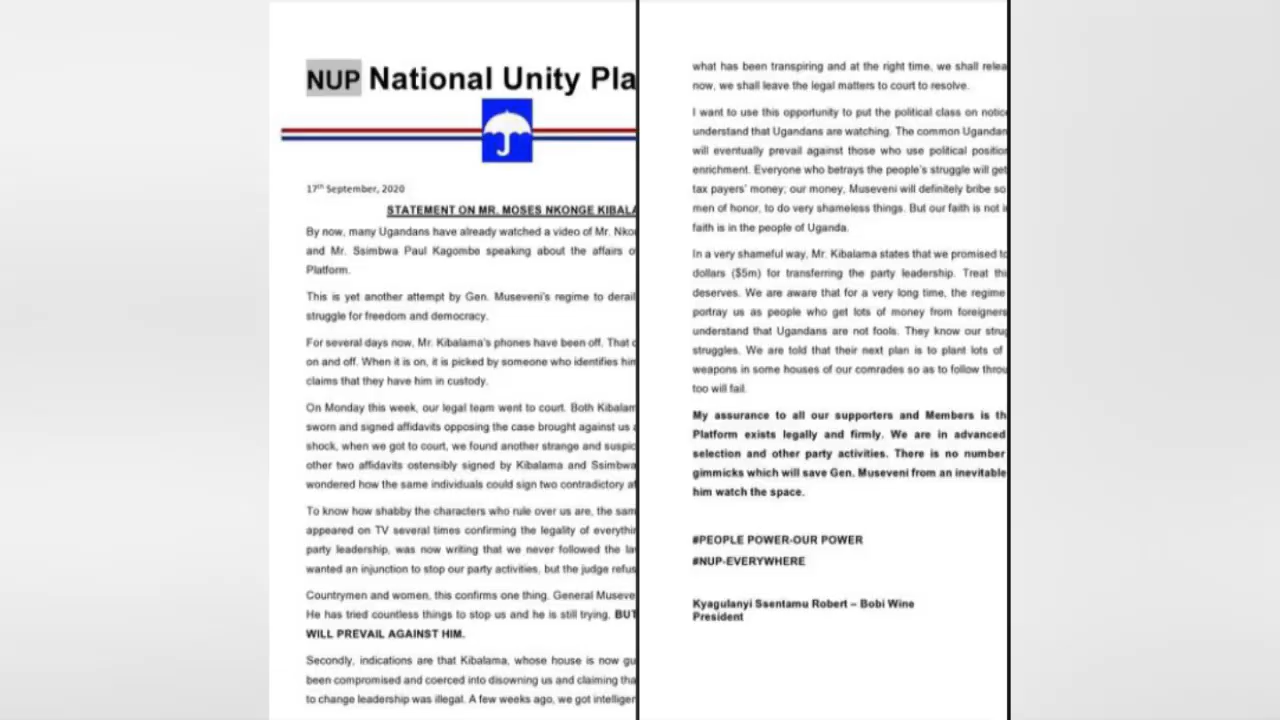 NUP National Unity Pla
17th September, 2020
STATEMENT ON MR. MOSES NKONGE KIBALA
By now, many Ugandans have already watched a video of Mr. Nko
and Mr. Ssimbwa Paul Kagombe speaking about the affairs o
Platform.
This is yet another attempt by Gen. Museveni's regime to derail
struggle for freedom and democracy.
For several days now, Mr. Kibalama's phones have been off. That
on and off. When it is on, it is picked by someone who identifies him
claims that they have him in custody.
On Monday this week, our legal team went to court. Both Kibalam
sworn and signed affidavits opposing the case brought against us
shock, when we got to court, we found another strange and suspic
other two affidavits ostensibly signed by Kibalama and Ssimbwa
wondered how the same individuals could sign two contradictory af
To know how shabby the characters who rule over us are, the sam
appeared on TV several times confirming the legality of everythin
party leadership, was now writing that we never followed the la
wanted an injunction to stop our party activities, but the judge refus
Countrymen and women, this confirms one thing. General Museve
He has tried countless things to stop us and he is still trying. BUT
WILL PREVAIL AGAINST HIM.
Secondly, indications are that Kibalama, whose house is now gu
been compromised and coerced into disowning us and claiming tha
to change leadership was illegal. A few weeks ago, we got intelliger
what has been transpiring and at the right time, we shall relea
now, we shall leave the legal matters to court to resolve.
I want to use this opportunity to put the political class on notic
understand that Ugandans are watching. The common Ugandan
will eventually prevail against those who use political position
enrichment. Everyone who betrays the people's struggle will get
tax payers' money; our money, Museveni will definitely bribe so
men of honor, to do very shameless things. But our faith is not i
faith is in the people of Uganda.
In a very shameful way, Mr. Kibalama states that we promised to
dollars ($5m) for transferring the party leadership. Treat thi
deserves. We are aware that for a very long time, the regime
portray us as people who get lots of money from foreigners
understand that Ugandans are not fools. They know our strug
struggles. We are told that their next plan is to plant lots of
weapons in some houses of our comrades so as to follow throu
too will fail.
My assurance to all our supporters and Members is th
Platform exists legally and firmly. We are in advanced
selection and other party activities. There is no number
gimmicks which will save Gen. Museveni from an inevitable
him watch the space.
#PEOPLE POWER-OUR POWER
#NUP-EVERYWHERE
Kyagulanyi Ssentamu Robert – Bobi Wine
President